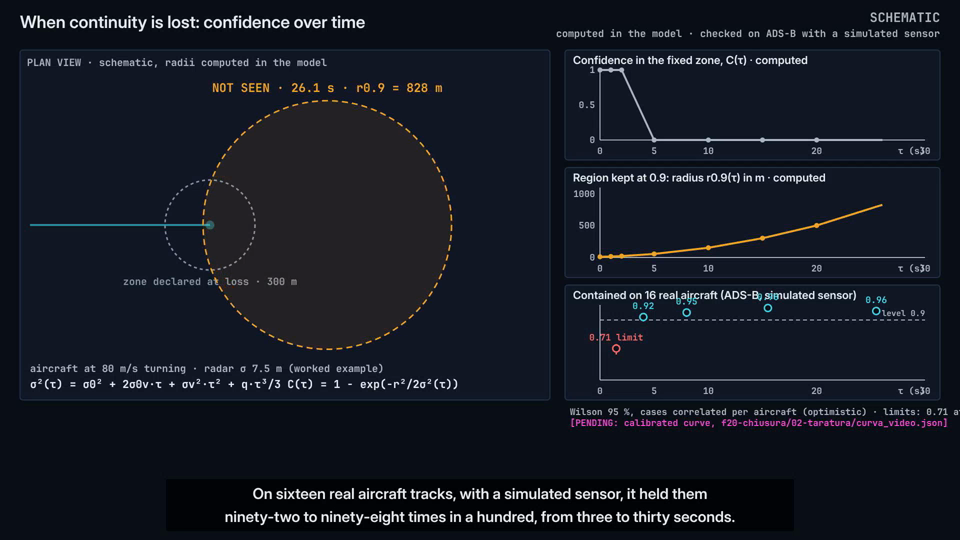 When continuity is lost: confidence over time
SCHEMATIC
computed in the model · checked on ADS-B with a simulated sensor
PLAN VIEW · schematic, radii computed in the model
NOT SEEN · 26.1 s · r0.9 = 828 m
zone declared at loss · 300 m
aircraft at 80 m/s turning · radar σ 7.5 m (worked example)
σ²(τ) = σ0² + 2σ0v·τ + σv²·τ² + q·τ³/3 C(τ) = 1 - exp(-r²/2σ²(τ))
Confidence in the fixed zone, C(τ) · computed
1
0.5
0
0 5 10 20 τ (s) 30
Region kept at 0.9: radius r0.9(τ) in m · computed
1000
500
0
0 5 10 20 τ (s) 30
Contained on 16 real aircraft (ADS-B, simulated sensor)
0.92 0.95 0.96
level 0.9
0.71 limit
0 5 10 20 τ (s) 30
Wilson 95 %, cases correlated per aircraft (optimistic) · limits: 0.71
[PENDING: calibrated curve, f20-chiusura/02-taratura/curva_video.json]
On sixteen real aircraft tracks, with a simulated sensor, it held them
ninety-two to ninety-eight times in a hundred, from three to thirty seconds.